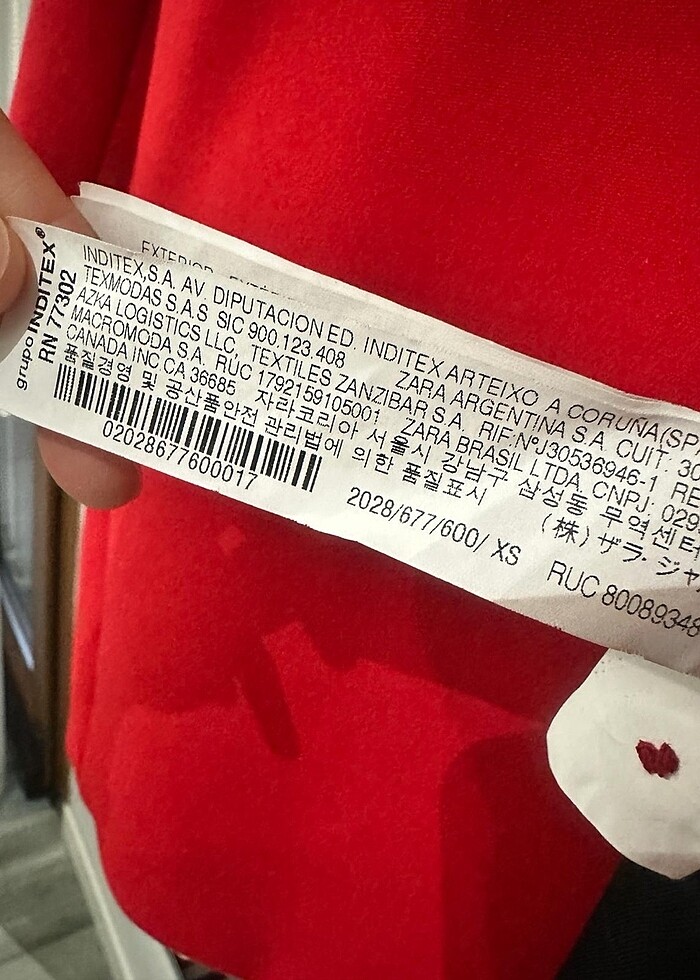 grupo INDITEX®
RN 77302
EXTERIOR
INDITEX,S.A. AV. DIPUTACION ED. INDITEX ARTEIXO A CORUÑA(SP
TEXMODAS S.A.S SIC 900.123.408 ZARA ARGENTINA S.A. CUIT: 30
AZKA LOGISTICS LLC, TEXTILES ZANZIBAR S.A. RIF:NºJ30536946-1 RE
MACROMODA S.A. RUC 1792159105001 ZARA BRASIL LTDA, CNPJ: 029
CANADA INC CA 36685 자라코리아 서울시 강남구 삼성동 무역센터
품질경영 및 공산품안전 관리법에 의한 품질표시 (株) ザラ・ジャ
02028677600017
2028/677/600/ XS
RUC 80089348